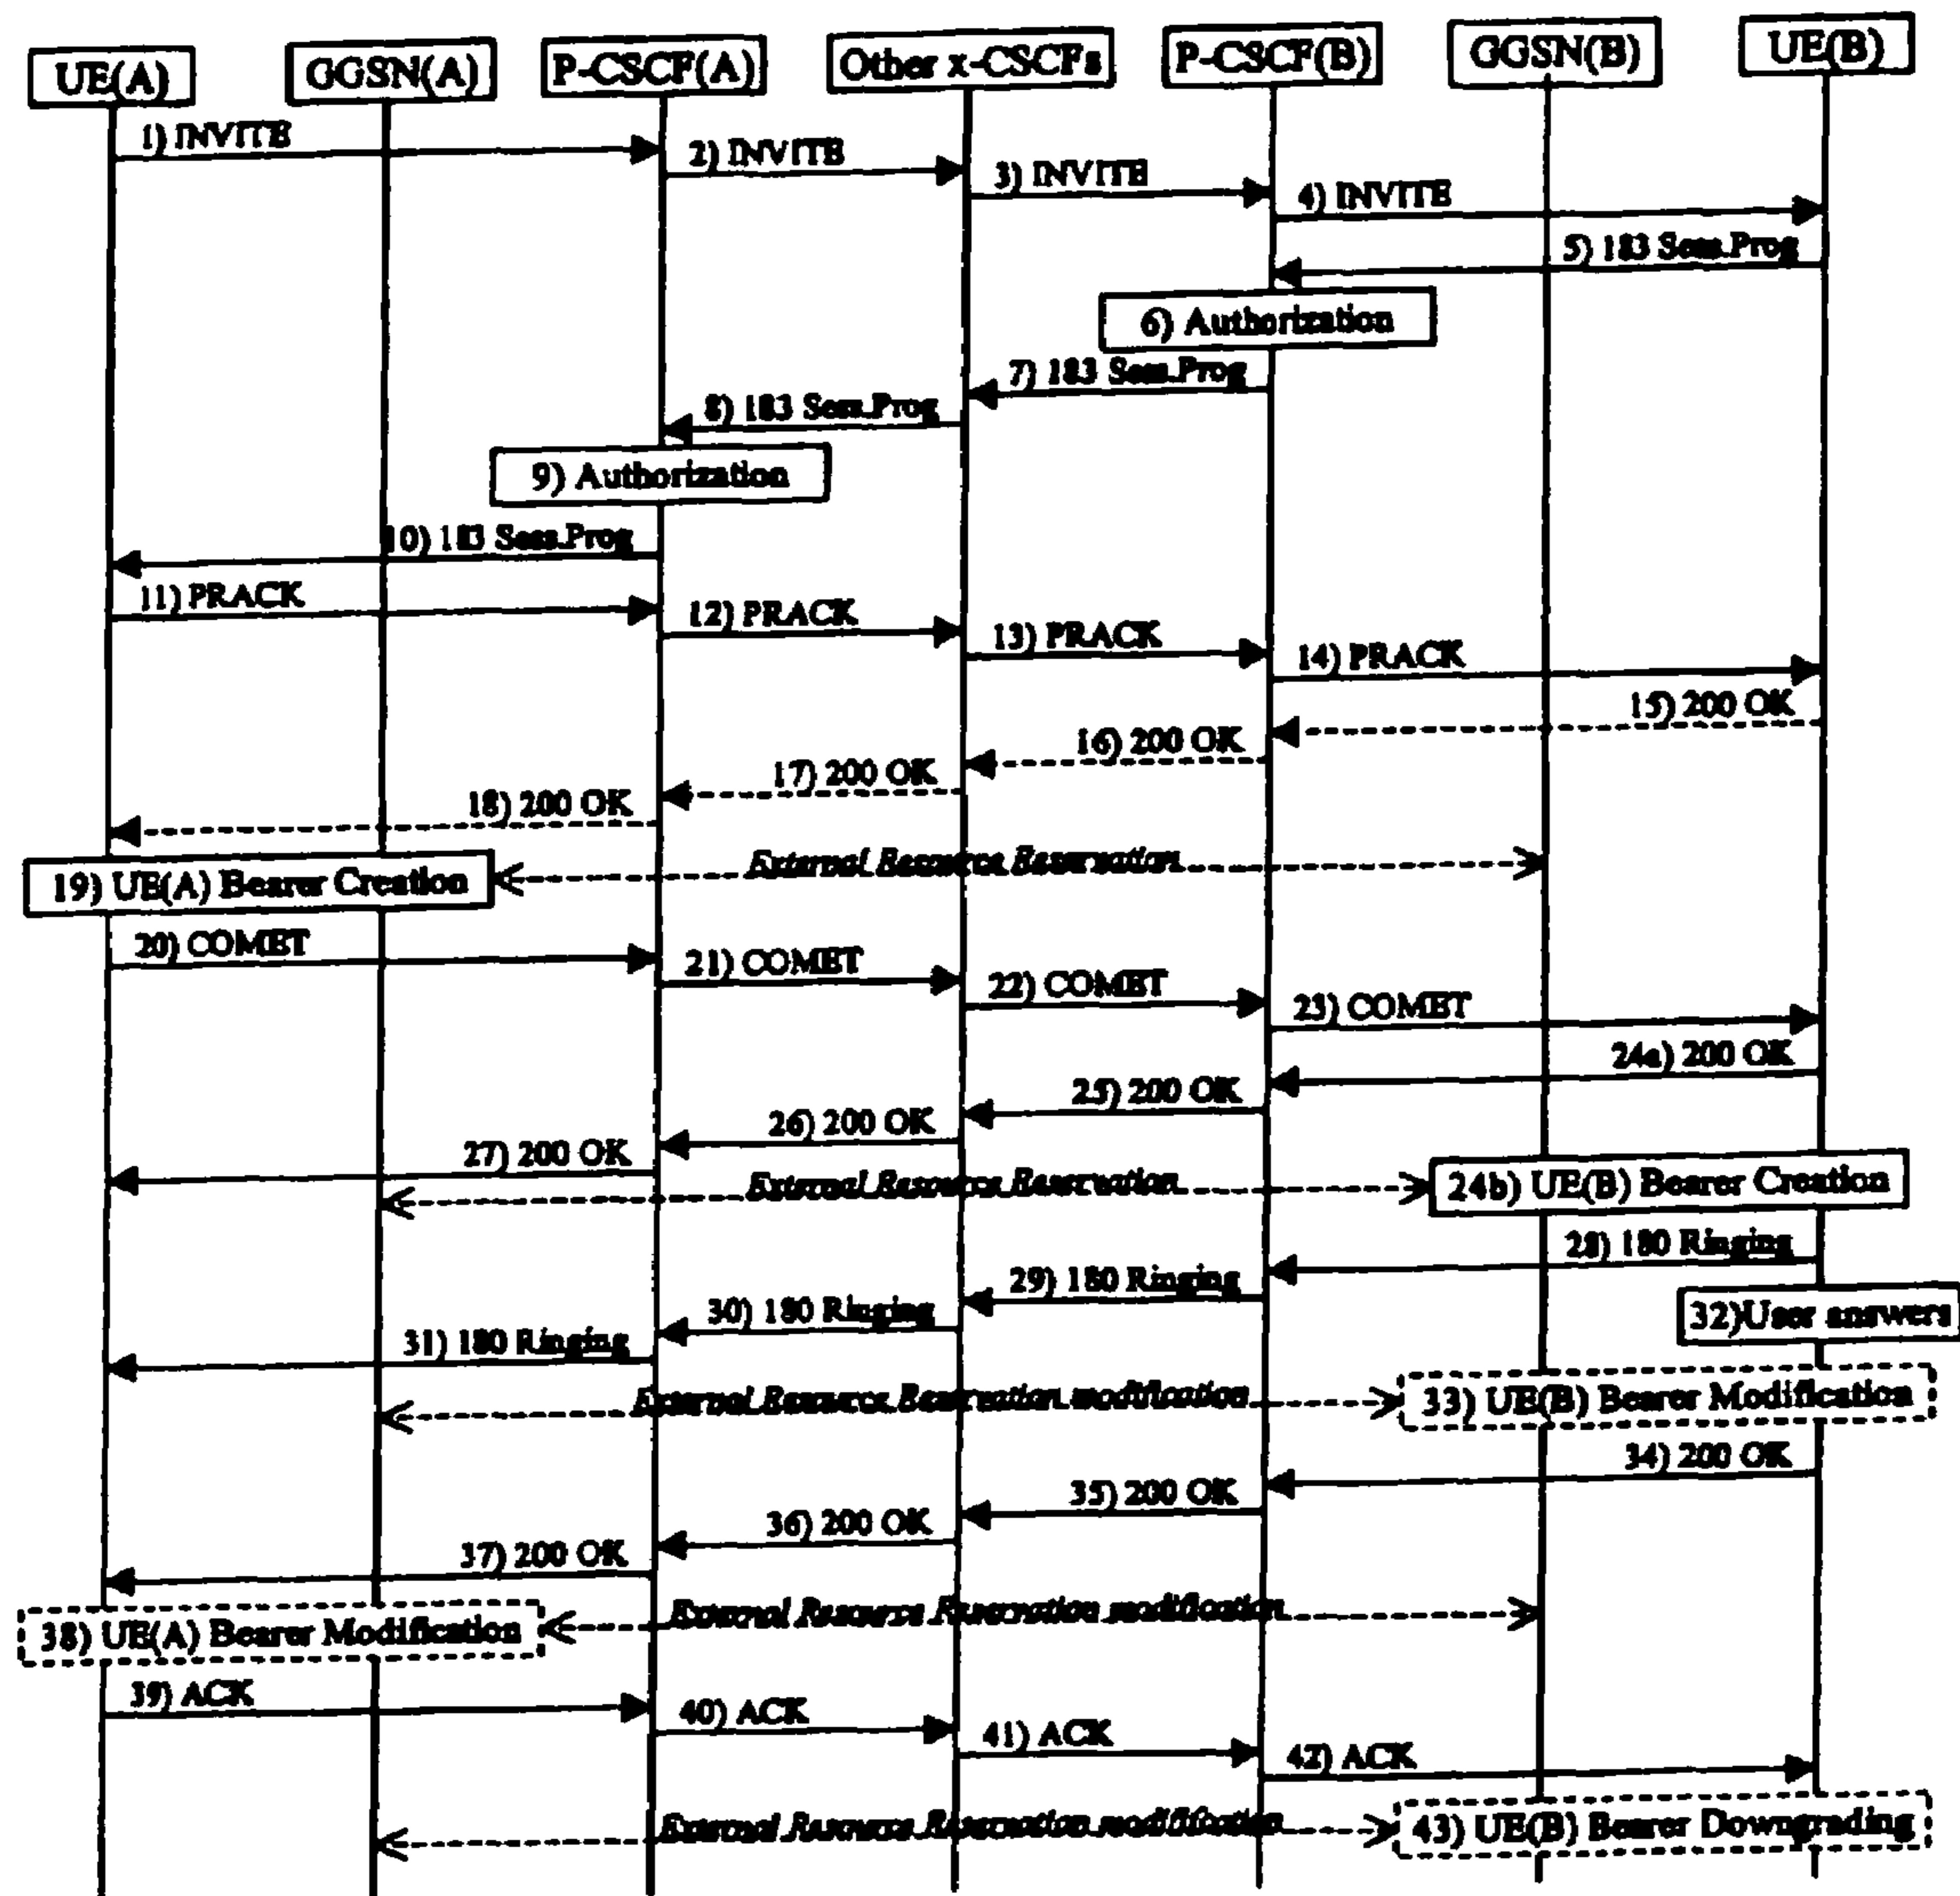 UE(A) GGSN(A) P-CSCF(A) Other x-CSCFs P-CSCF(B) GGSN(B) UE(B)
1) INVITE
2) INVITE
3) INVITE
4) INVITE
5) 183 Sess.Prog
6) Authorization
7) 183 Sess.Prog
8) 183 Sess.Prog
9) Authorization
10) 183 Sess.Prog
11) PRACK
12) PRACK
13) PRACK
14) PRACK
15) 200 OK
16) 200 OK
17) 200 OK
18) 200 OK
External Resource Reservation
19) UE(A) Bearer Creation
20) COMET
21) COMET
22) COMET
23) COMET
24a) 200 OK
25) 200 OK
26) 200 OK
27) 200 OK
External Resource Reservation
24b) UE(B) Bearer Creation
28) 180 Ringing
29) 180 Ringing
30) 180 Ringing
32)User answers
31) 180 Ringing
External Resource Reservation modification
33) UE(B) Bearer Modification
34) 200 OK
35) 200 OK
36) 200 OK
37) 200 OK
External Resource Reservation modification
38) UE(A) Bearer Modification
39) ACK
40) ACK
41) ACK
42) ACK
External Resource Reservation modification
43) UE(B) Bearer Downgrading